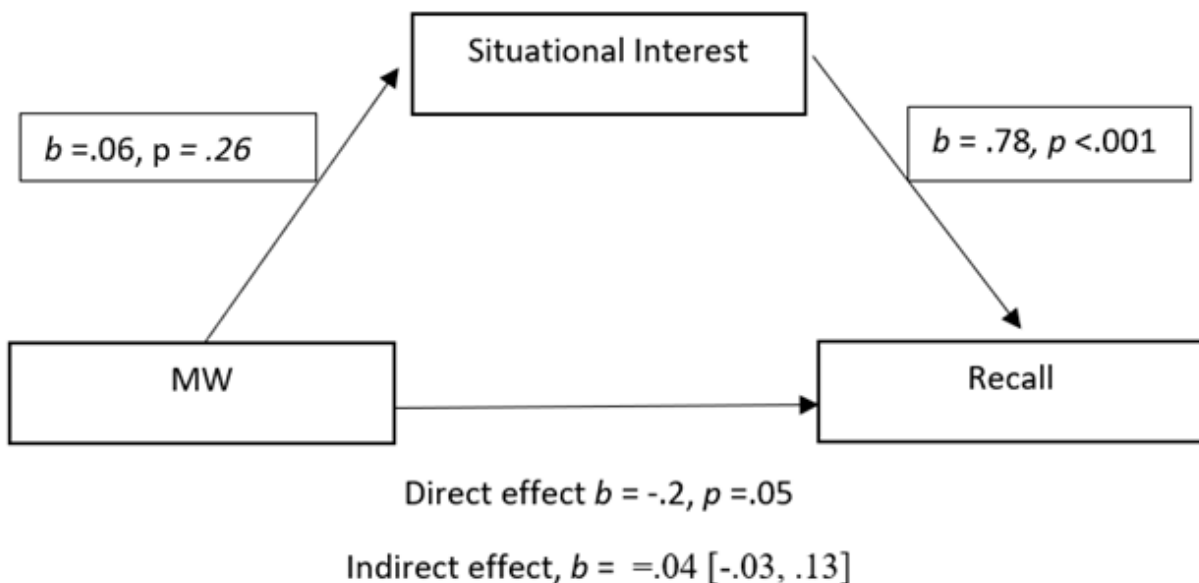 Situational Interest
b =.06, p = .26
b = .78, p <.001
MW
Recall
Direct effect b = -.2, p =.05
Indirect effect, b = =.04 [-.03, .13]